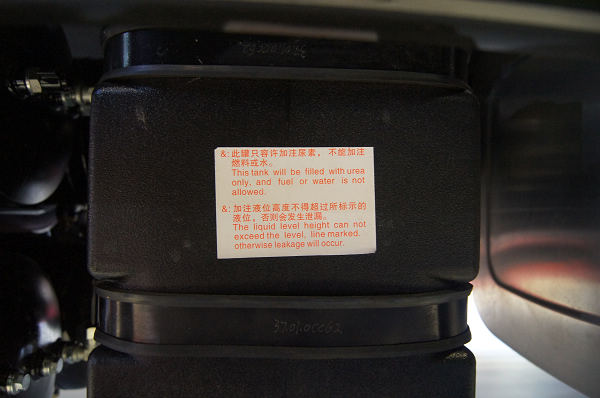 &:此罐只容许加注尿素，不能加注
燃料或水。
This tank will be filled with urea
only, and fuel or water is not
allowed.
&:加注液位高度不得超过所标示的
液位，否则会发生泄漏。
The liquid level height can not
exceed the level, line marked.
otherwise leakage will occur.